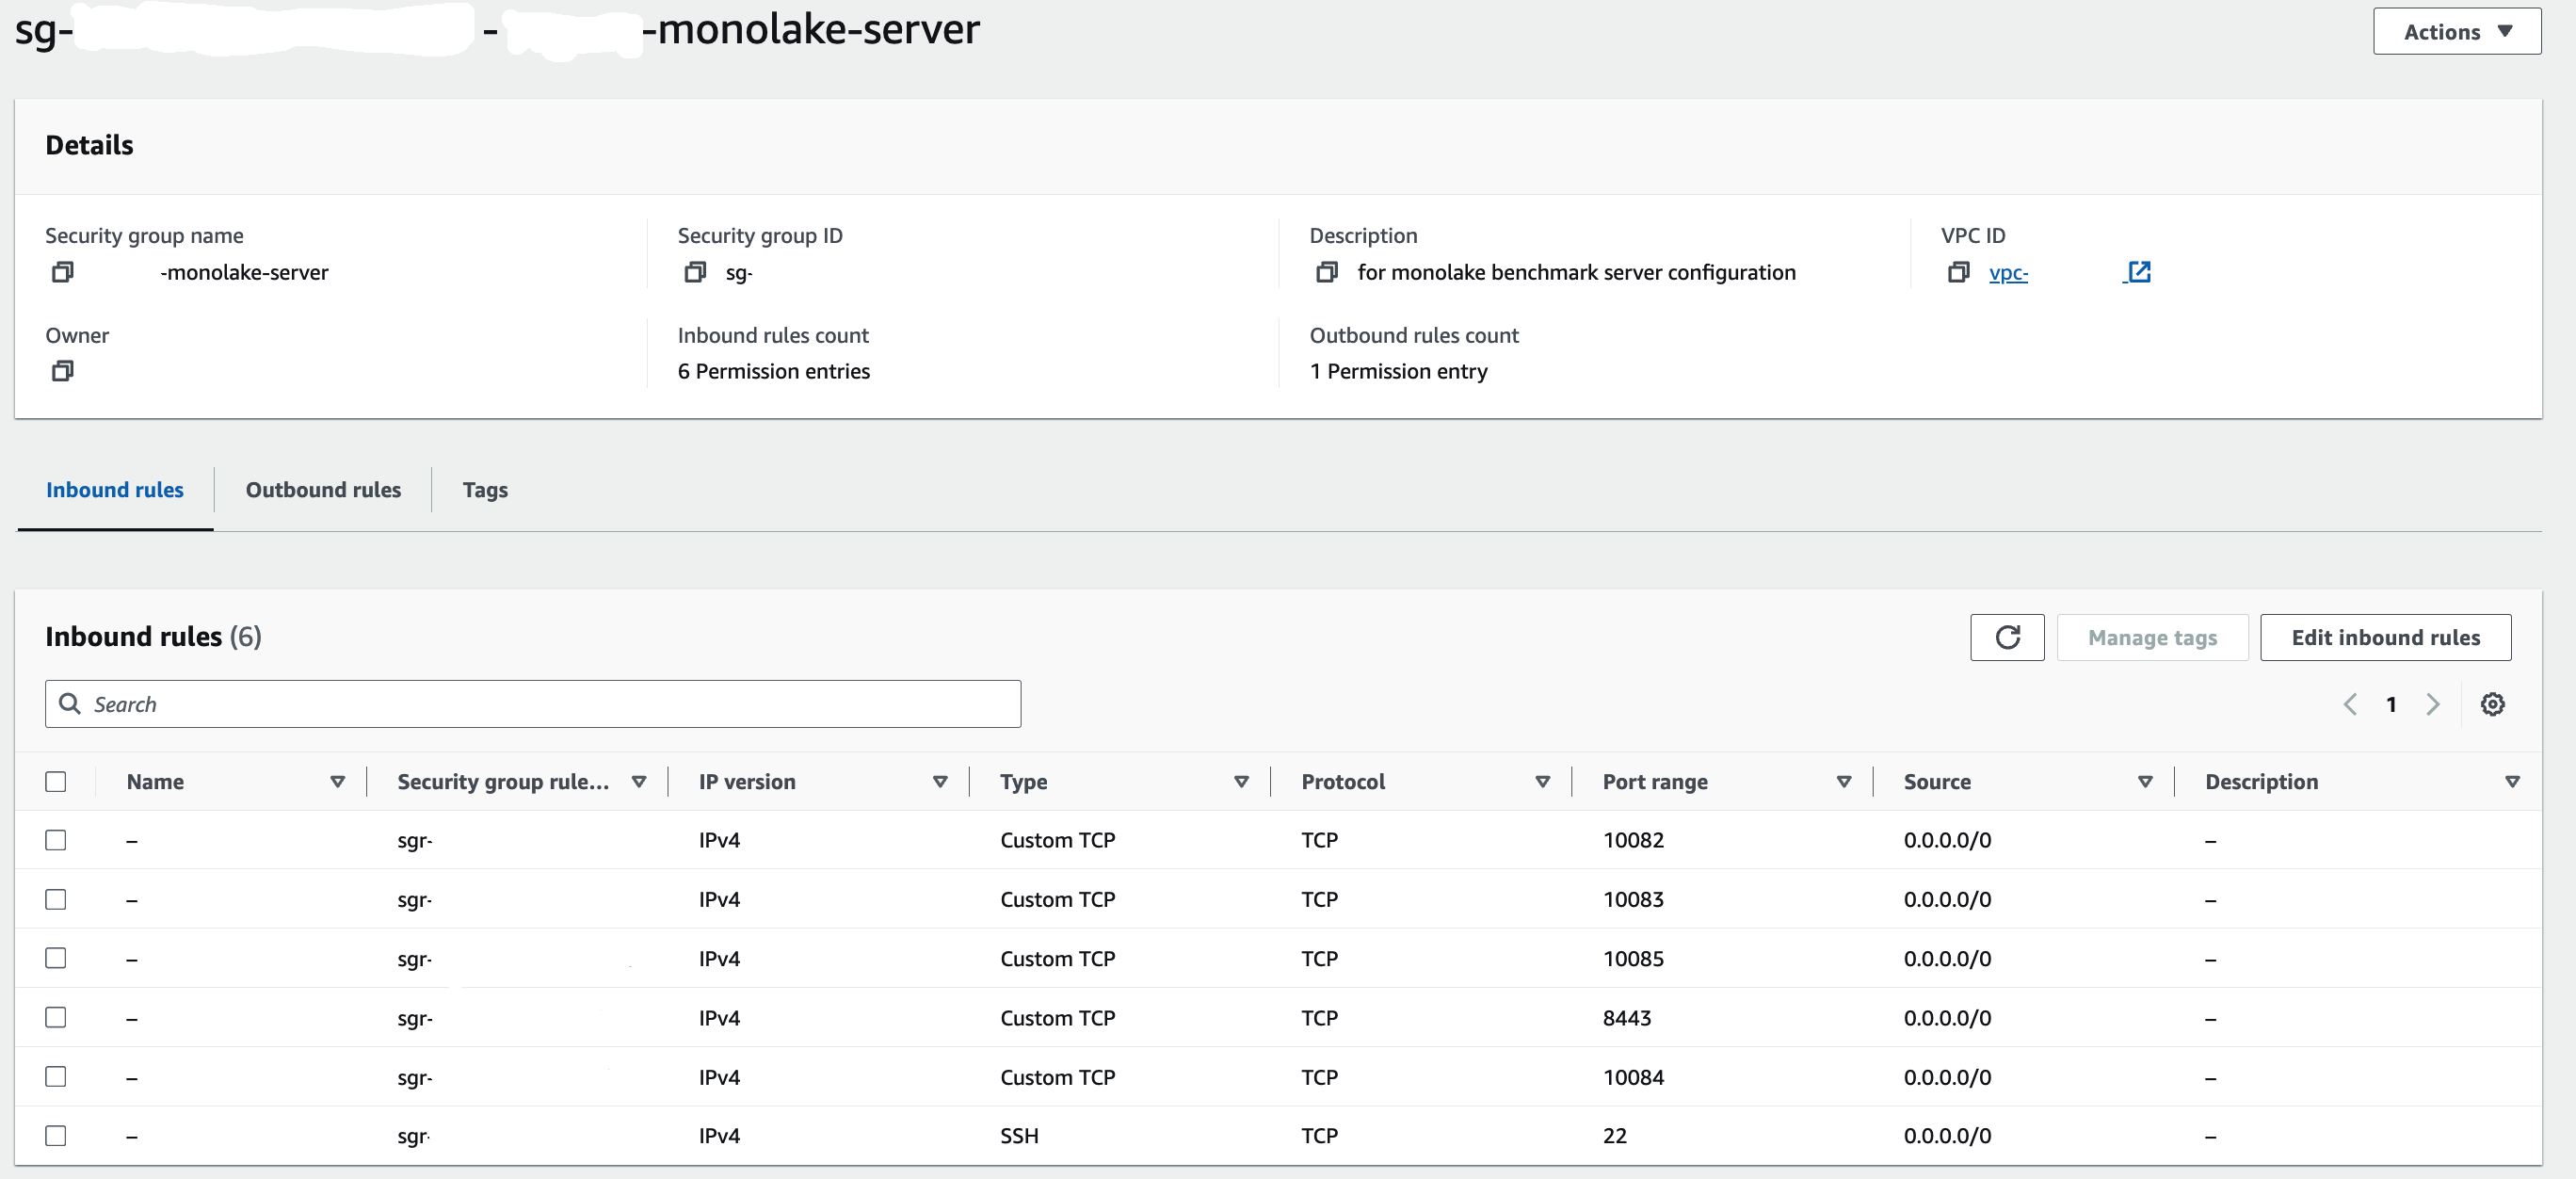 sg- - -monolake-server
Actions
Details
Security group name
-monolake-server
Security group ID
sg-
Description
for monolake benchmark server configuration
VPC ID
vpc-
Owner
Inbound rules count
6 Permission entries
Outbound rules count
1 Permission entry
Inbound rules Outbound rules Tags
Inbound rules (6)
Manage tags Edit inbound rules
Search
1
Name Security group rule... IP version Type Protocol Port range Source Description
– sgr- IPv4 Custom TCP TCP 10082 0.0.0.0/0 –
– sgr- IPv4 Custom TCP TCP 10083 0.0.0.0/0 –
– sgr- IPv4 Custom TCP TCP 10085 0.0.0.0/0 –
– sgr- IPv4 Custom TCP TCP 8443 0.0.0.0/0 –
– sgr- IPv4 Custom TCP TCP 10084 0.0.0.0/0 –
– sgr- IPv4 SSH TCP 22 0.0.0.0/0 –